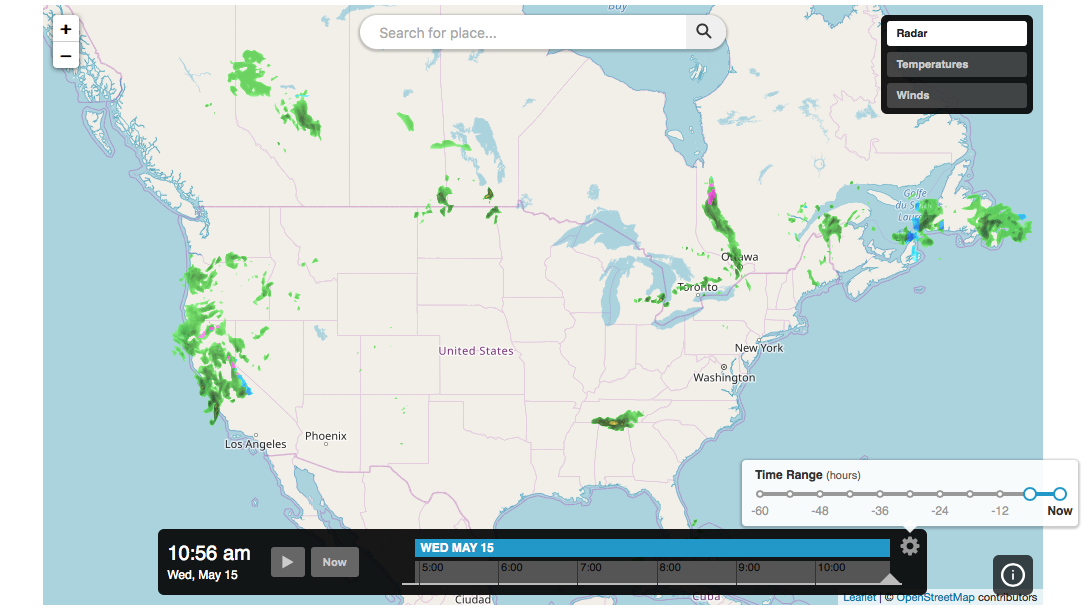 Bay
+
−
Search for place...
Radar
Temperatures
Winds
Golfe
du S
Laure
Ottawa
Toronto
United States
New York
Washington
Los Angeles
Phoenix
Time Range (hours)
-60 -48 -36 -24 -12 Now
10:56 am
Wed, May 15
Now
WED MAY 15
5:00 6:00 7:00 8:00 9:00 10:00
Leaflet | © OpenStreetMap contributors
Ciudad
Cuba